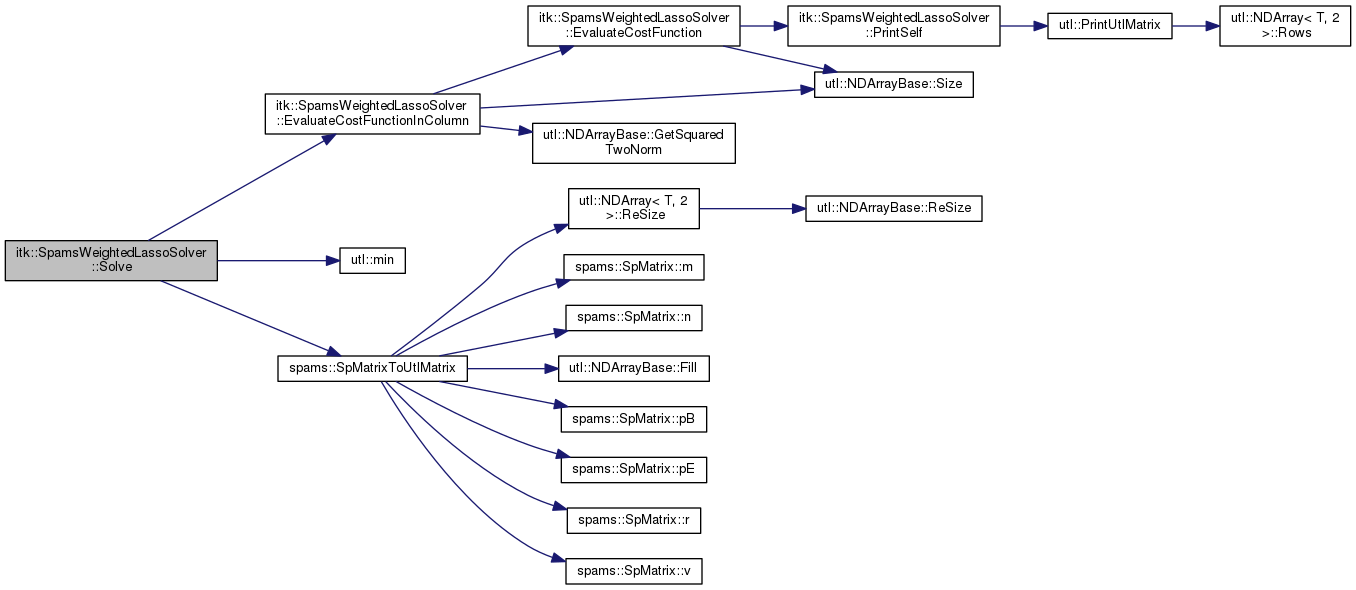 itk::SpamsWeightedLassoSolver
::EvaluateCostFunction
itk::SpamsWeightedLassoSolver
::PrintSelf
utl::PrintUtlMatrix
utl::NDArray< T, 2
>::Rows
utl::NDArrayBase::Size
itk::SpamsWeightedLassoSolver
::EvaluateCostFunctionInColumn
utl::NDArrayBase::GetSquared
TwoNorm
utl::NDArray< T, 2
>::ReSize
utl::NDArrayBase::ReSize
itk::SpamsWeightedLassoSolver
::Solve
utl::min
spams::SpMatrix::m
spams::SpMatrix::n
spams::SpMatrixToUtlMatrix
utl::NDArrayBase::Fill
spams::SpMatrix::pB
spams::SpMatrix::pE
spams::SpMatrix::r
spams::SpMatrix::v